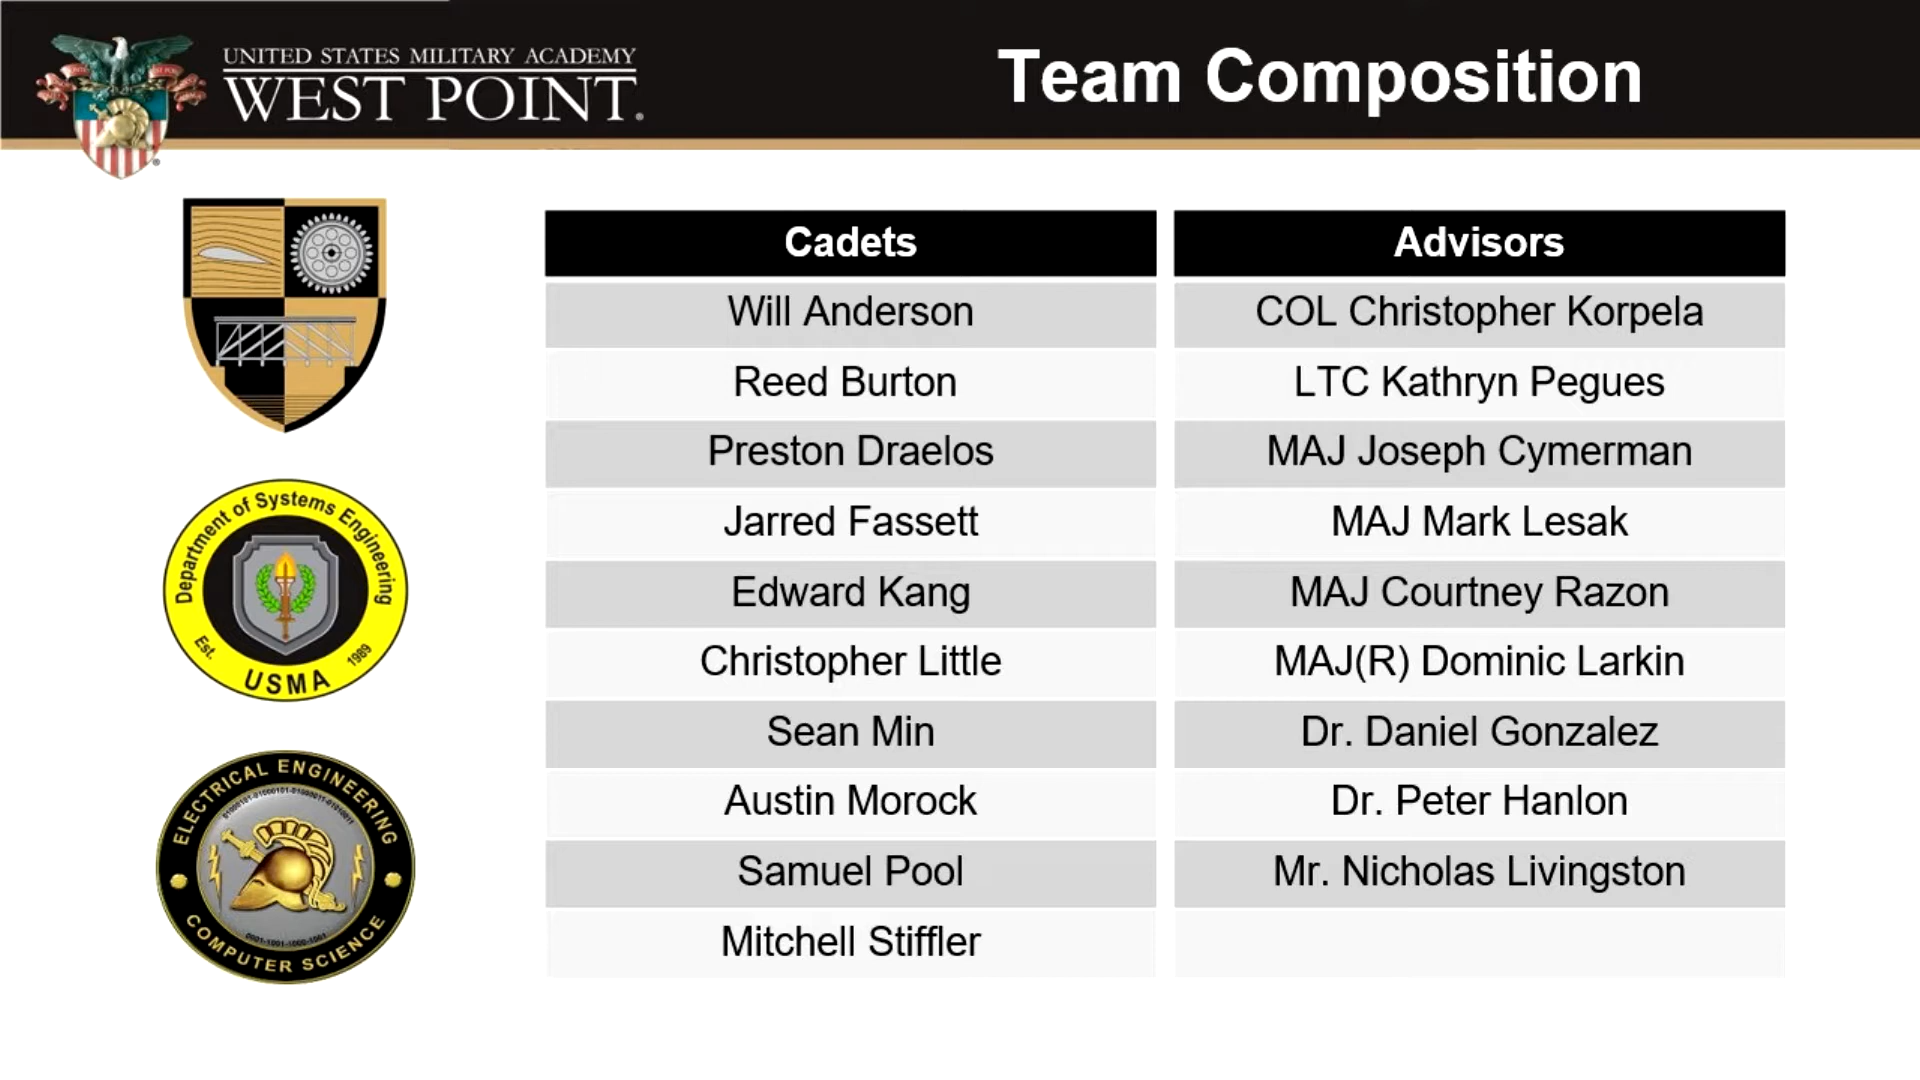 UNITED STATES MILITARY ACADEMY
WEST POINT®
Team Composition
Cadets
Advisors
Will Anderson
COL Christopher Korpela
Reed Burton
LTC Kathryn Pegues
Preston Draelos
MAJ Joseph Cymerman
Jarred Fassett
MAJ Mark Lesak
Edward Kang
MAJ Courtney Razon
Christopher Little
MAJ(R) Dominic Larkin
Sean Min
Dr. Daniel Gonzalez
Austin Morock
Dr. Peter Hanlon
Samuel Pool
Mr. Nicholas Livingston
Mitchell Stiffler
Department of Systems Engineering
Est. 1989
USMA
ELECTRICAL ENGINEERING
COMPUTER SCIENCE